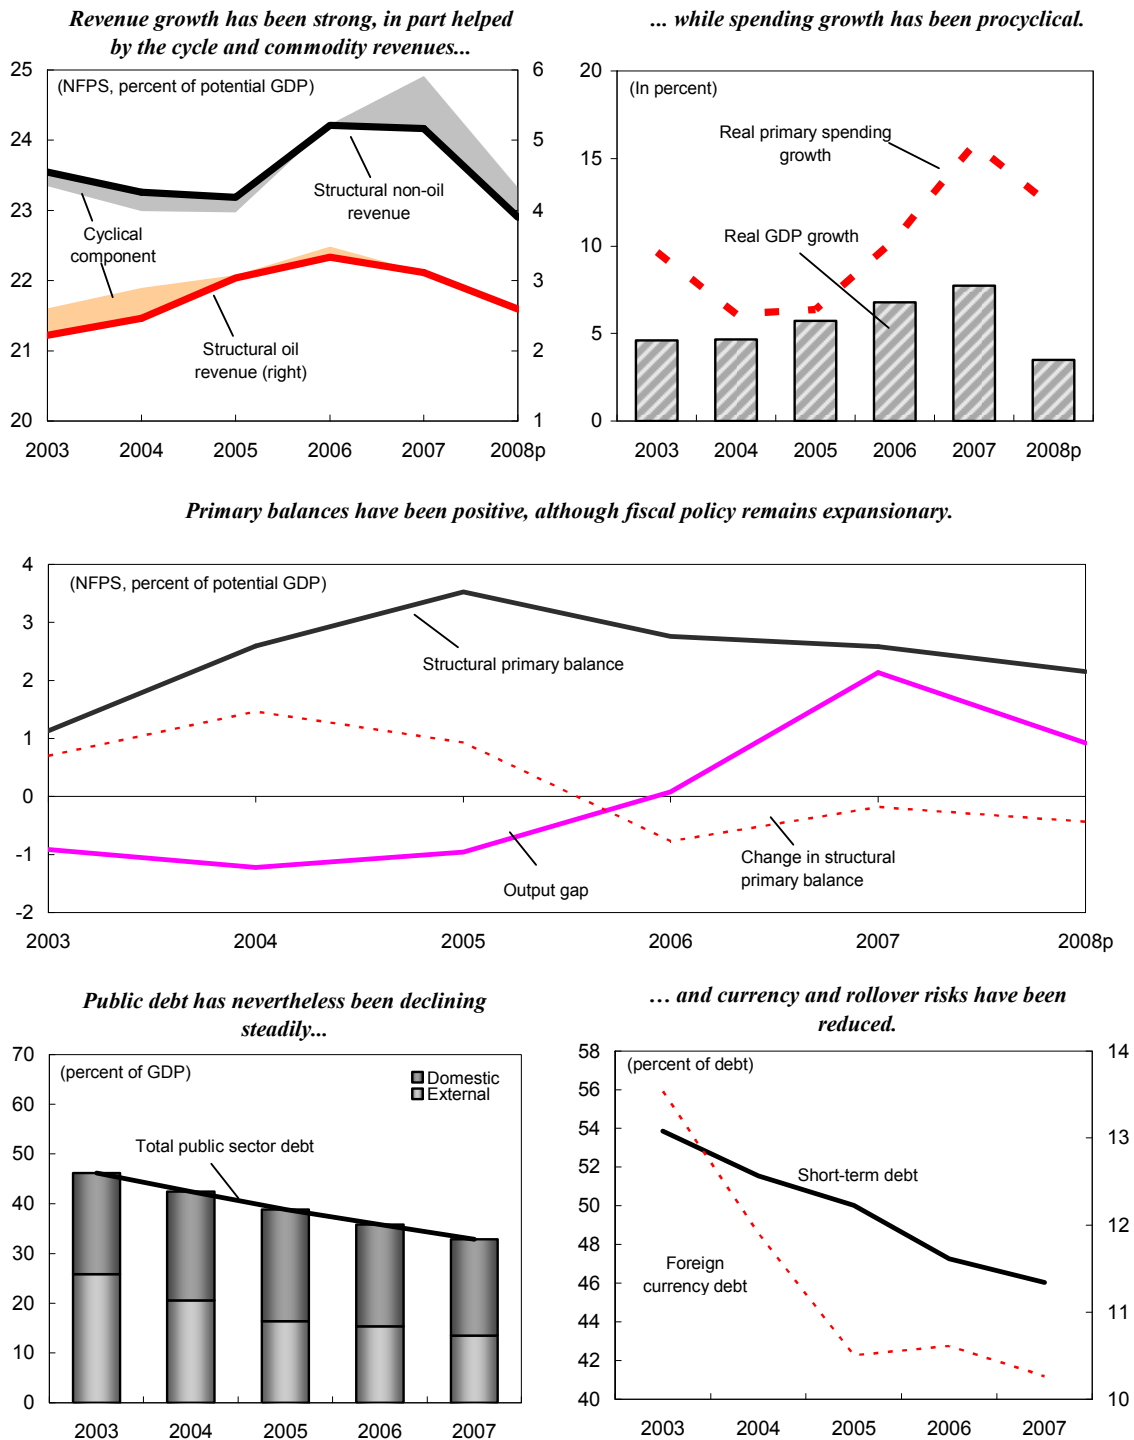 Revenue growth has been strong, in part helped
by the cycle and commodity revenues...
25
24
23
22
21
20
(NFPS, percent of potential GDP)
6
5
4
3
2
1
Structural non-oil
revenue
Cyclical
component
Structural oil
revenue (right)
2003 2004 2005 2006 2007 2008p
... while spending growth has been procyclical.
20
15
10
5
0
(In percent)
Real primary spending
growth
Real GDP growth
2003 2004 2005 2006 2007 2008p
Primary balances have been positive, although fiscal policy remains expansionary.
4
3
2
1
0
-1
-2
(NFPS, percent of potential GDP)
Structural primary balance
Change in structural
primary balance
Output gap
2003 2004 2005 2006 2007 2008p
Public debt has nevertheless been declining
steadily...
70
60
50
40
30
20
10
0
(percent of GDP)
Domestic
External
Total public sector debt
2003 2004 2005 2006 2007
… and currency and rollover risks have been
reduced.
58
56
54
52
50
48
46
44
42
40
(percent of debt)
14
13
12
11
10
Short-term debt
Foreign
currency debt
2003 2004 2005 2006 2007